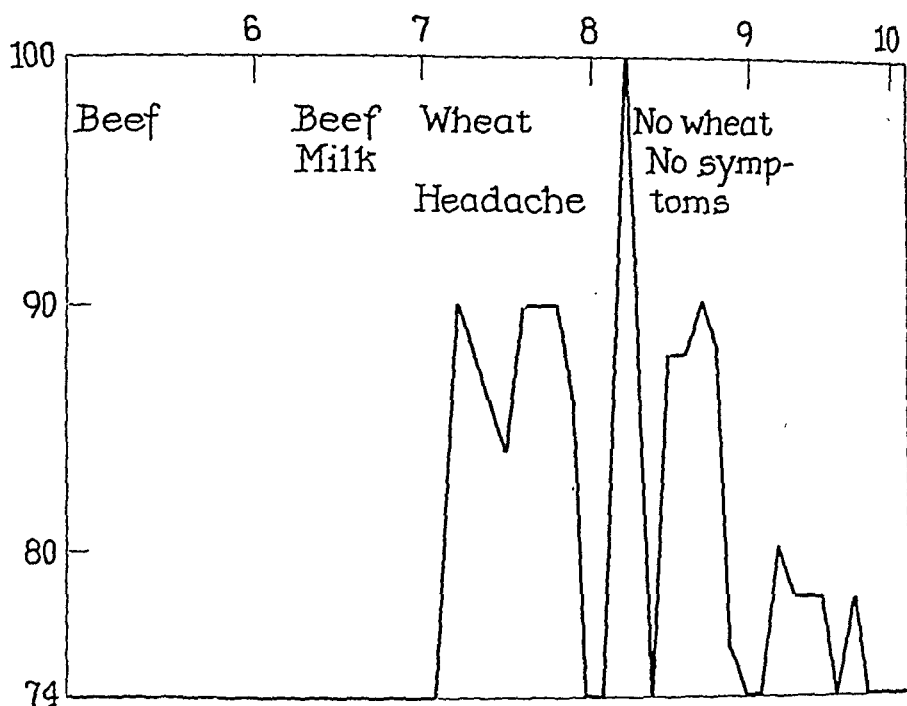 6 7 8 9 10
100
Beef Beef Wheat No wheat
Milk No symp-
Headache toms
90
80
74